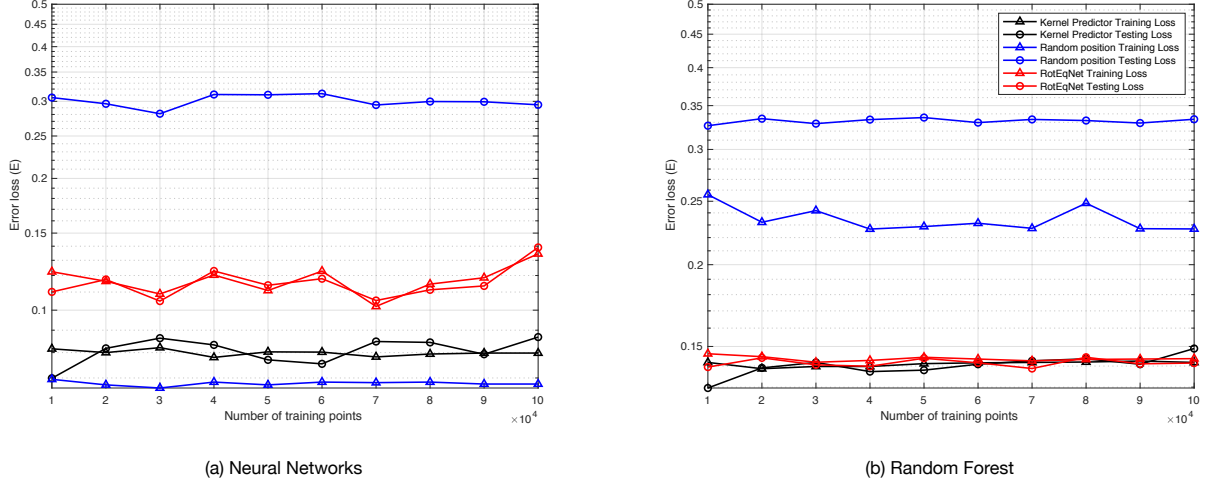 0.5
0.45
0.4
0.35
0.3
0.25
0.2
0.15
0.1
Error loss (E)
1 2 3 4 5 6 7 8 9 10
Number of training points
×10⁴
(a) Neural Networks
0.5
0.45
0.4
0.35
0.3
0.25
0.2
0.15
Error loss (E)
Kernel Predictor Training Loss
Kernel Predictor Testing Loss
Random position Training Loss
Random position Testing Loss
RotEqNet Training Loss
RotEqNet Testing Loss
1 2 3 4 5 6 7 8 9 10
Number of training points
×10⁴
(b) Random Forest